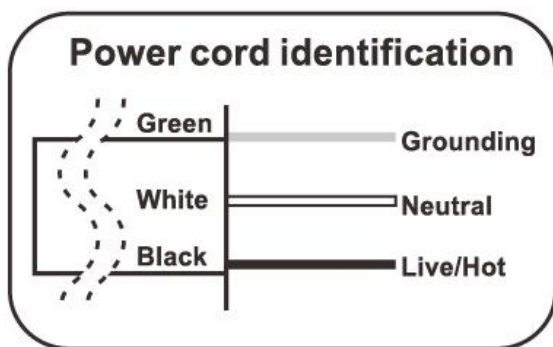 Power cord identification
Green
Grounding
White
Neutral
Black
Live/Hot